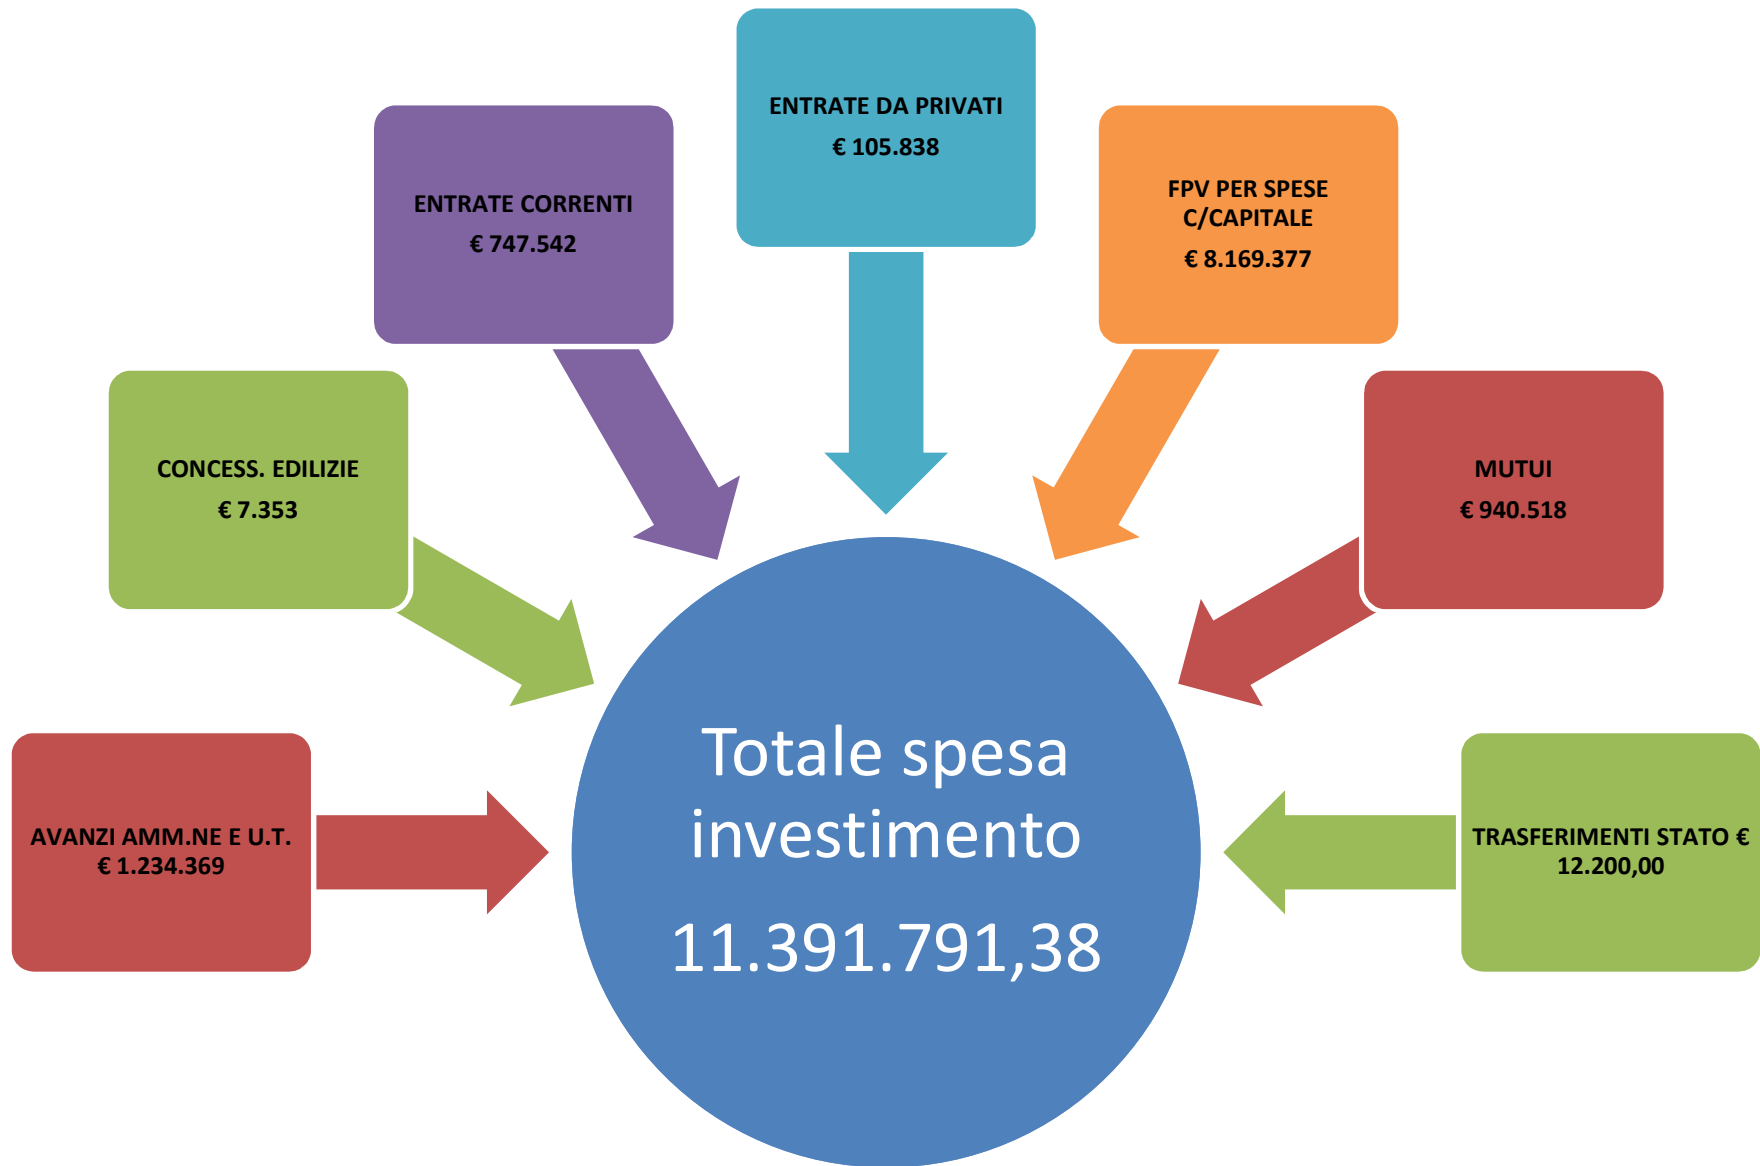 ENTRATE DA PRIVATI
€ 105.838
ENTRATE CORRENTI
€ 747.542
FPV PER SPESE
C/CAPITALE
€ 8.169.377
CONCESS. EDILIZIE
€ 7.353
MUTUI
€ 940.518
AVANZI AMM.NE E U.T.
€ 1.234.369
TRASFERIMENTI STATO €
12.200,00
Totale spesa
investimento
11.391.791,38